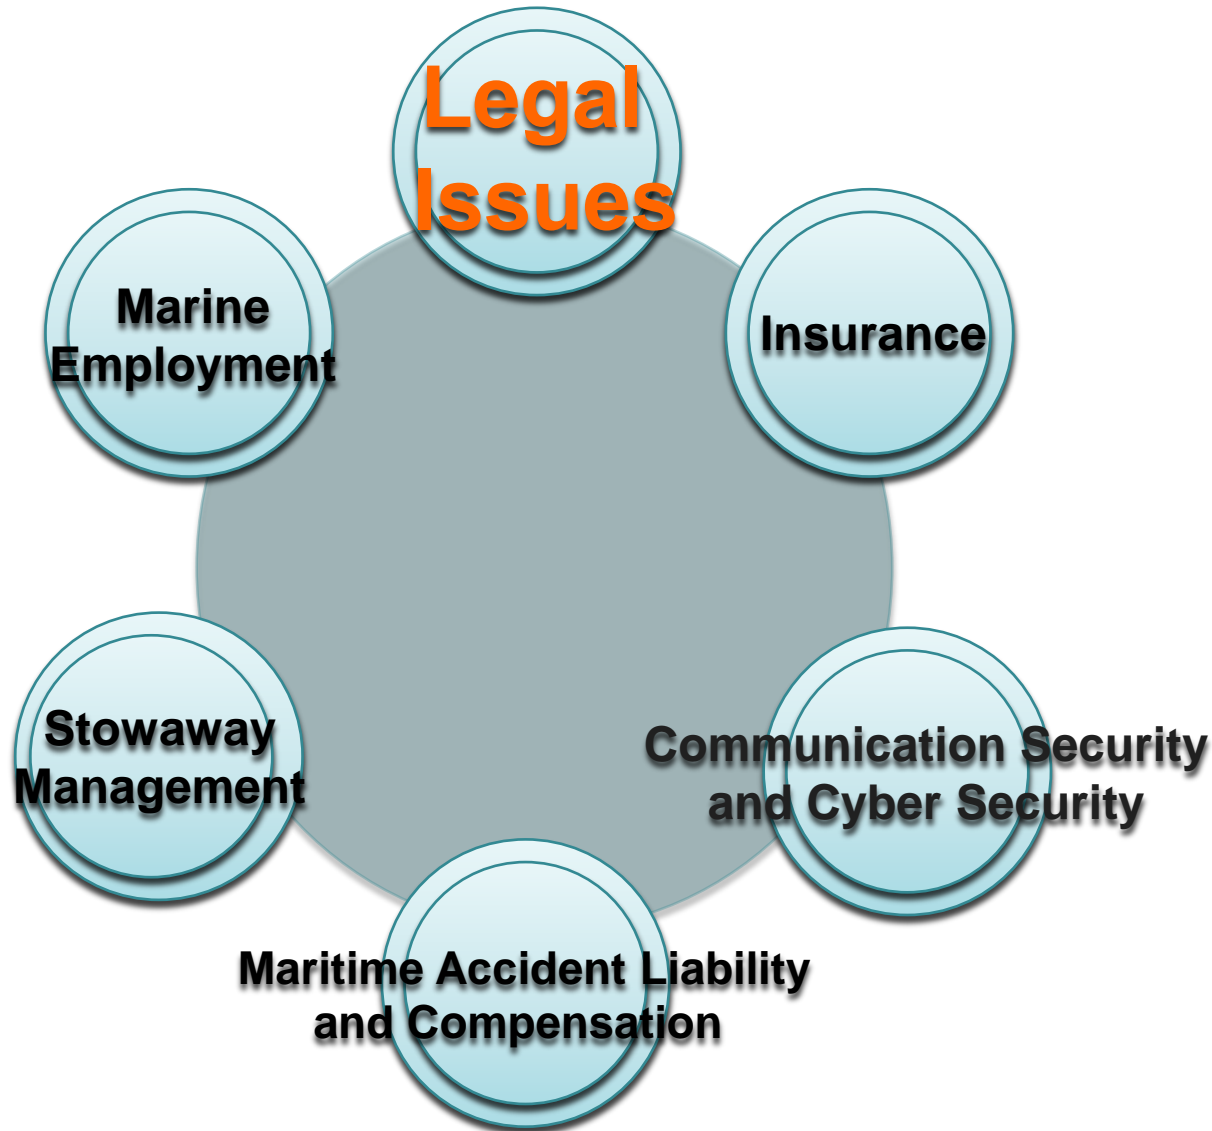 Legal
Issues
Marine
Employment
Insurance
Stowaway
Management
Communication Security
and Cyber Security
Maritime Accident Liability
and Compensation